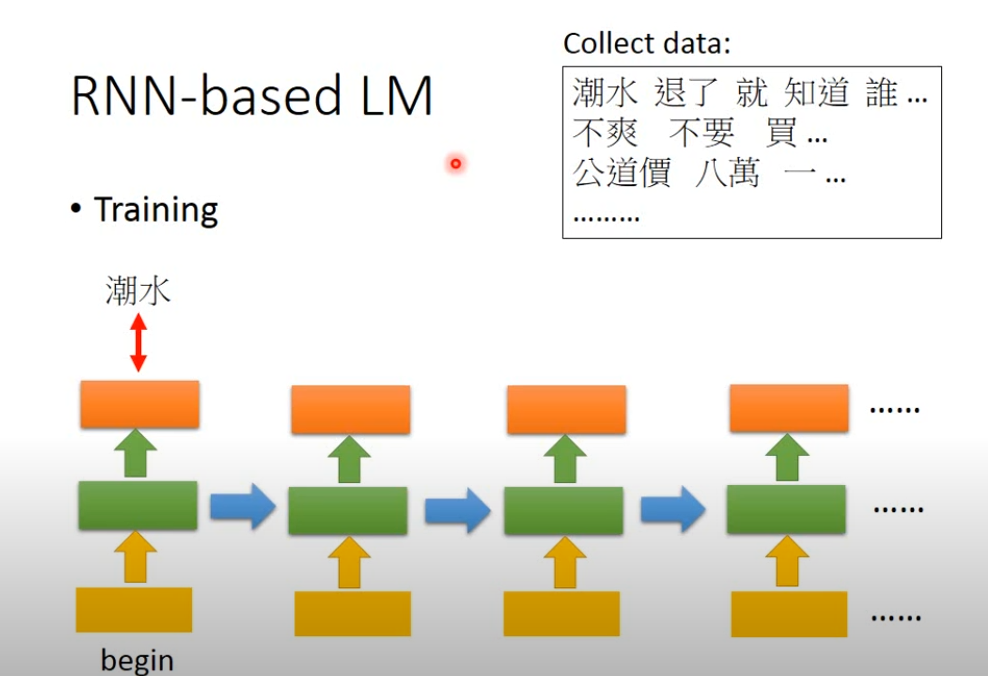 Collect data:
RNN-based LM
潮水 退了 就 知道 誰 …
不爽 不要 買 …
公道價 八萬 一 …
………
• Training
潮水
……
……
……
begin